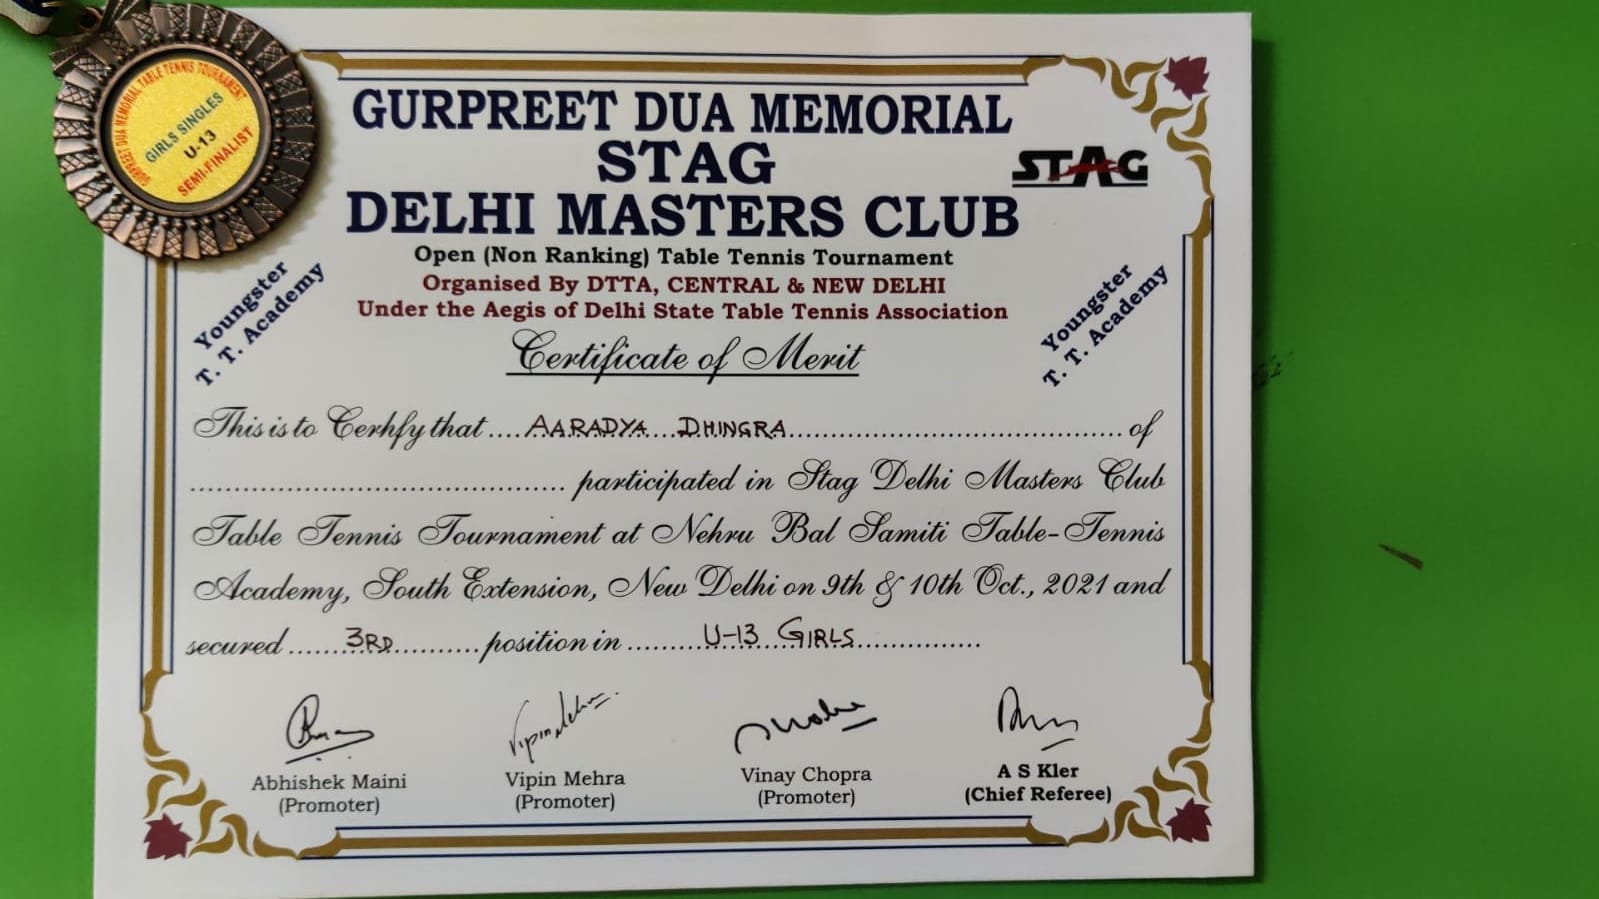 GURPREET DUA MEMORIAL TABLE TENNIS TOURNAMENT
GIRLS SINGLES
U-13
SEMI-FINALIST
GURPREET DUA MEMORIAL
STAG
STAG
DELHI MASTERS CLUB
Open (Non Ranking) Table Tennis Tournament
Organised By DTTA, CENTRAL & NEW DELHI
Under the Aegis of Delhi State Table Tennis Association
Youngster
T. T. Academy
Youngster
T. T. Academy
Certificate of Merit
This is to Cerhfy that .... AARADYA DHINGRA .... of
.... participated in Stag Delhi Masters Club
Table Tennis Tournament at Nehru Bal Samiti Table-Tennis
Academy, South Extension, New Delhi on 9th & 10th Oct., 2021 and
secured .... 3RD .... position in .... U-13 GIRLS ....
Vipin Mehra
Abhishek Maini
(Promoter)
Vipin Mehra
(Promoter)
Vinay Chopra
(Promoter)
A S Kler
(Chief Referee)